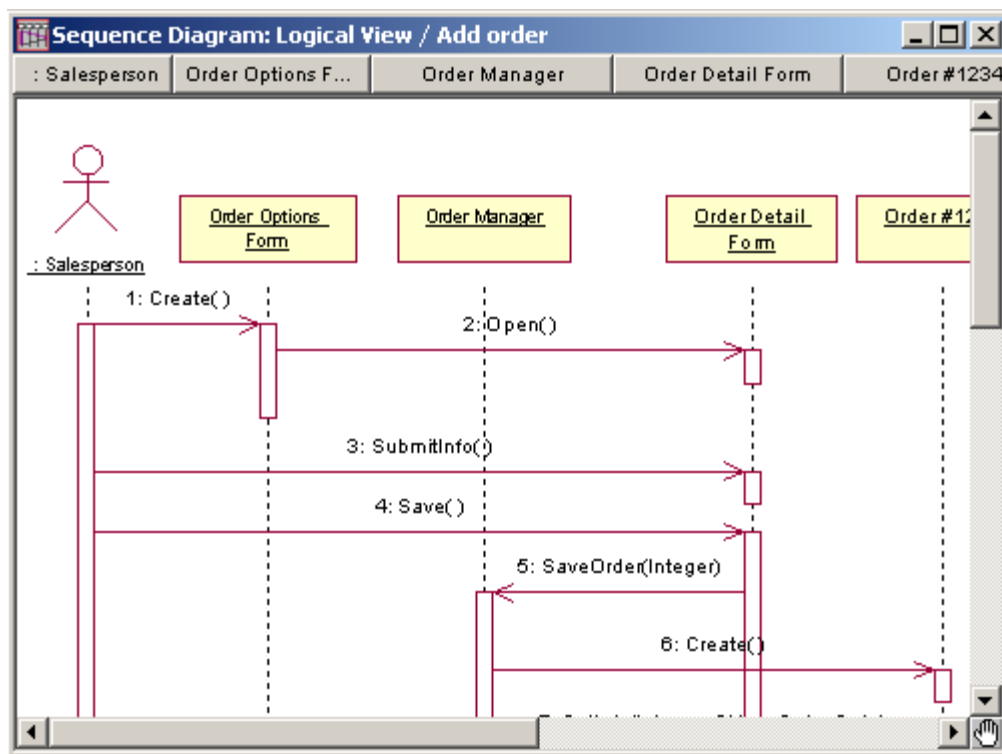 Sequence Diagram: Logical View / Add order
: Salesperson
Order Options F...
Order Manager
Order Detail Form
Order #1234
Order Options
Form
Order Manager
Order Detail
Form
Order #12
: Salesperson
1: Create( )
2: Open( )
3: SubmitInfo( )
4: Save( )
5: SaveOrder(Integer)
6: Create( )